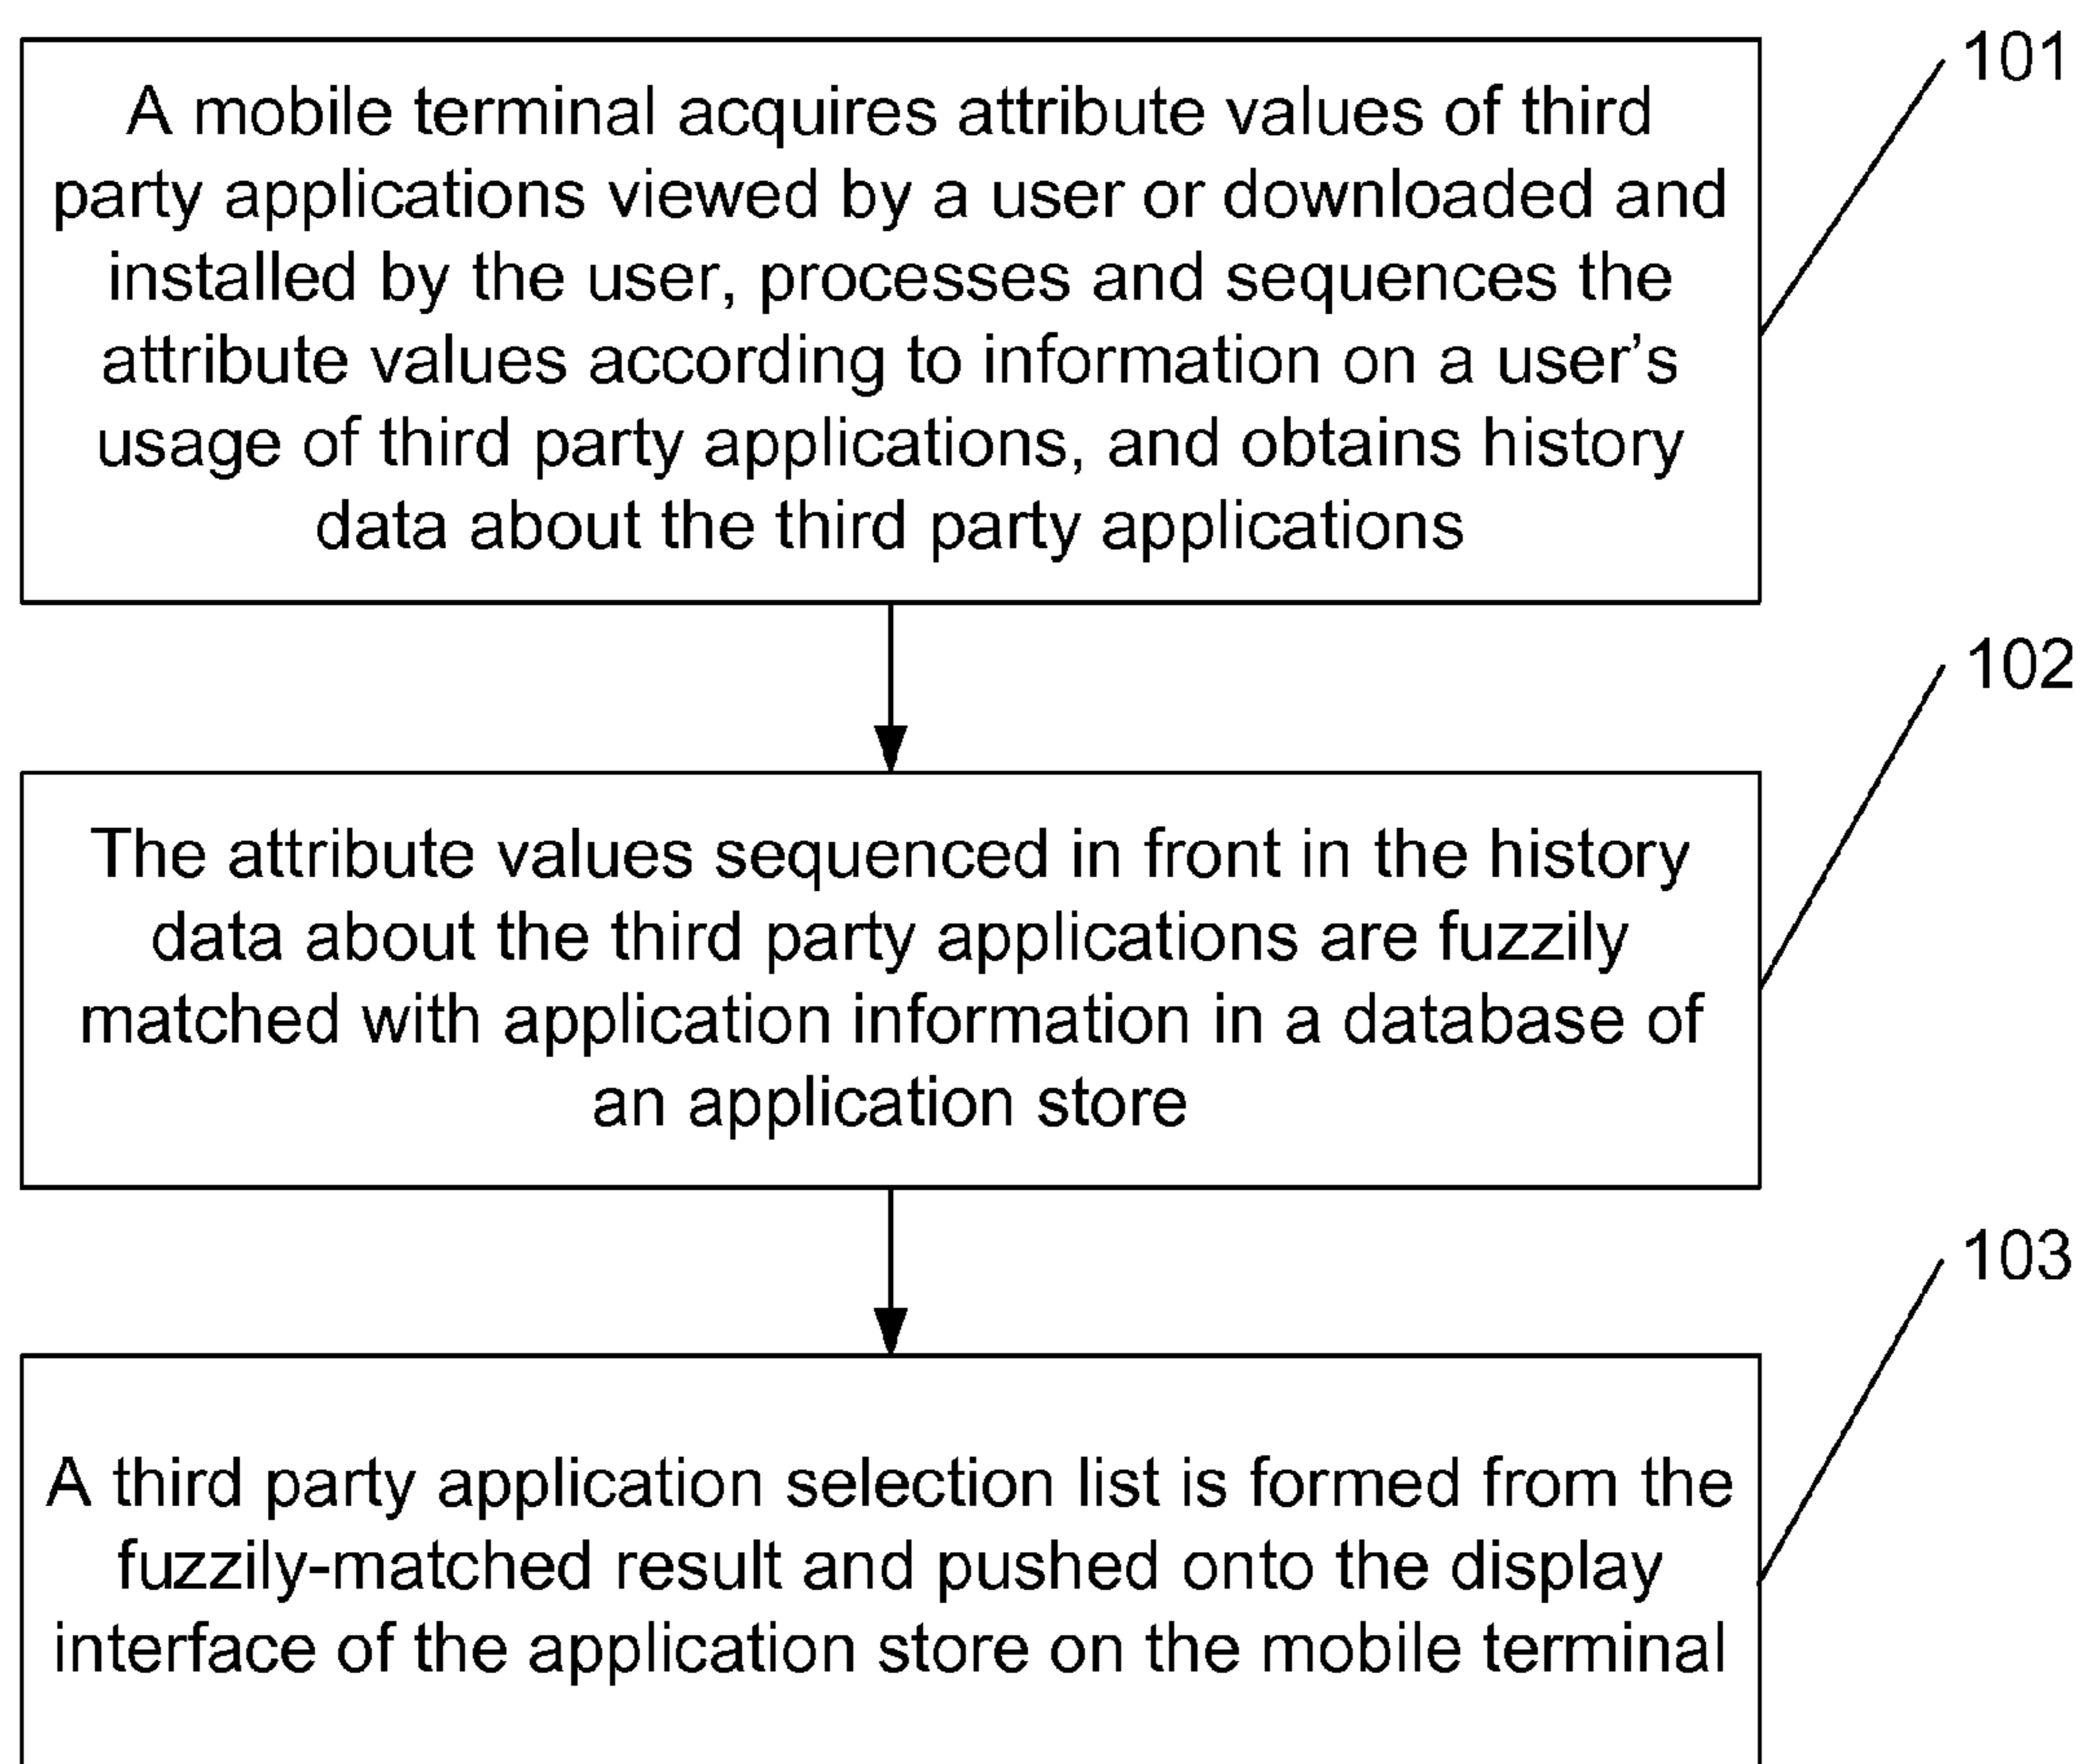 101
A mobile terminal acquires attribute values of third
party applications viewed by a user or downloaded and
installed by the user, processes and sequences the
attribute values according to information on a user’s
usage of third party applications, and obtains history
data about the third party applications
102
The attribute values sequenced in front in the history
data about the third party applications are fuzzily
matched with application information in a database of
an application store
103
A third party application selection list is formed from the
fuzzily-matched result and pushed onto the display
interface of the application store on the mobile terminal